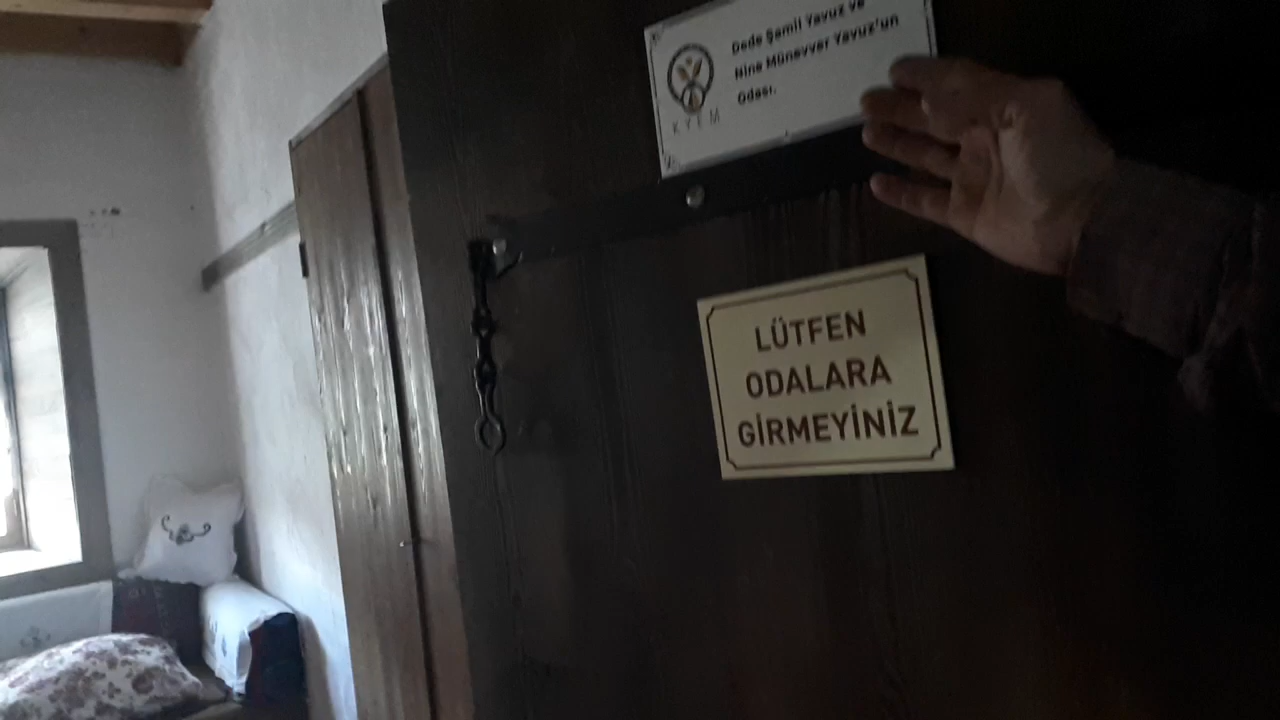 Dede Şamil Yavuz ve
Nine Münevver Yavuz'un
Odası.
KYEM
LÜTFEN
ODALARA
GİRMEYİNİZ